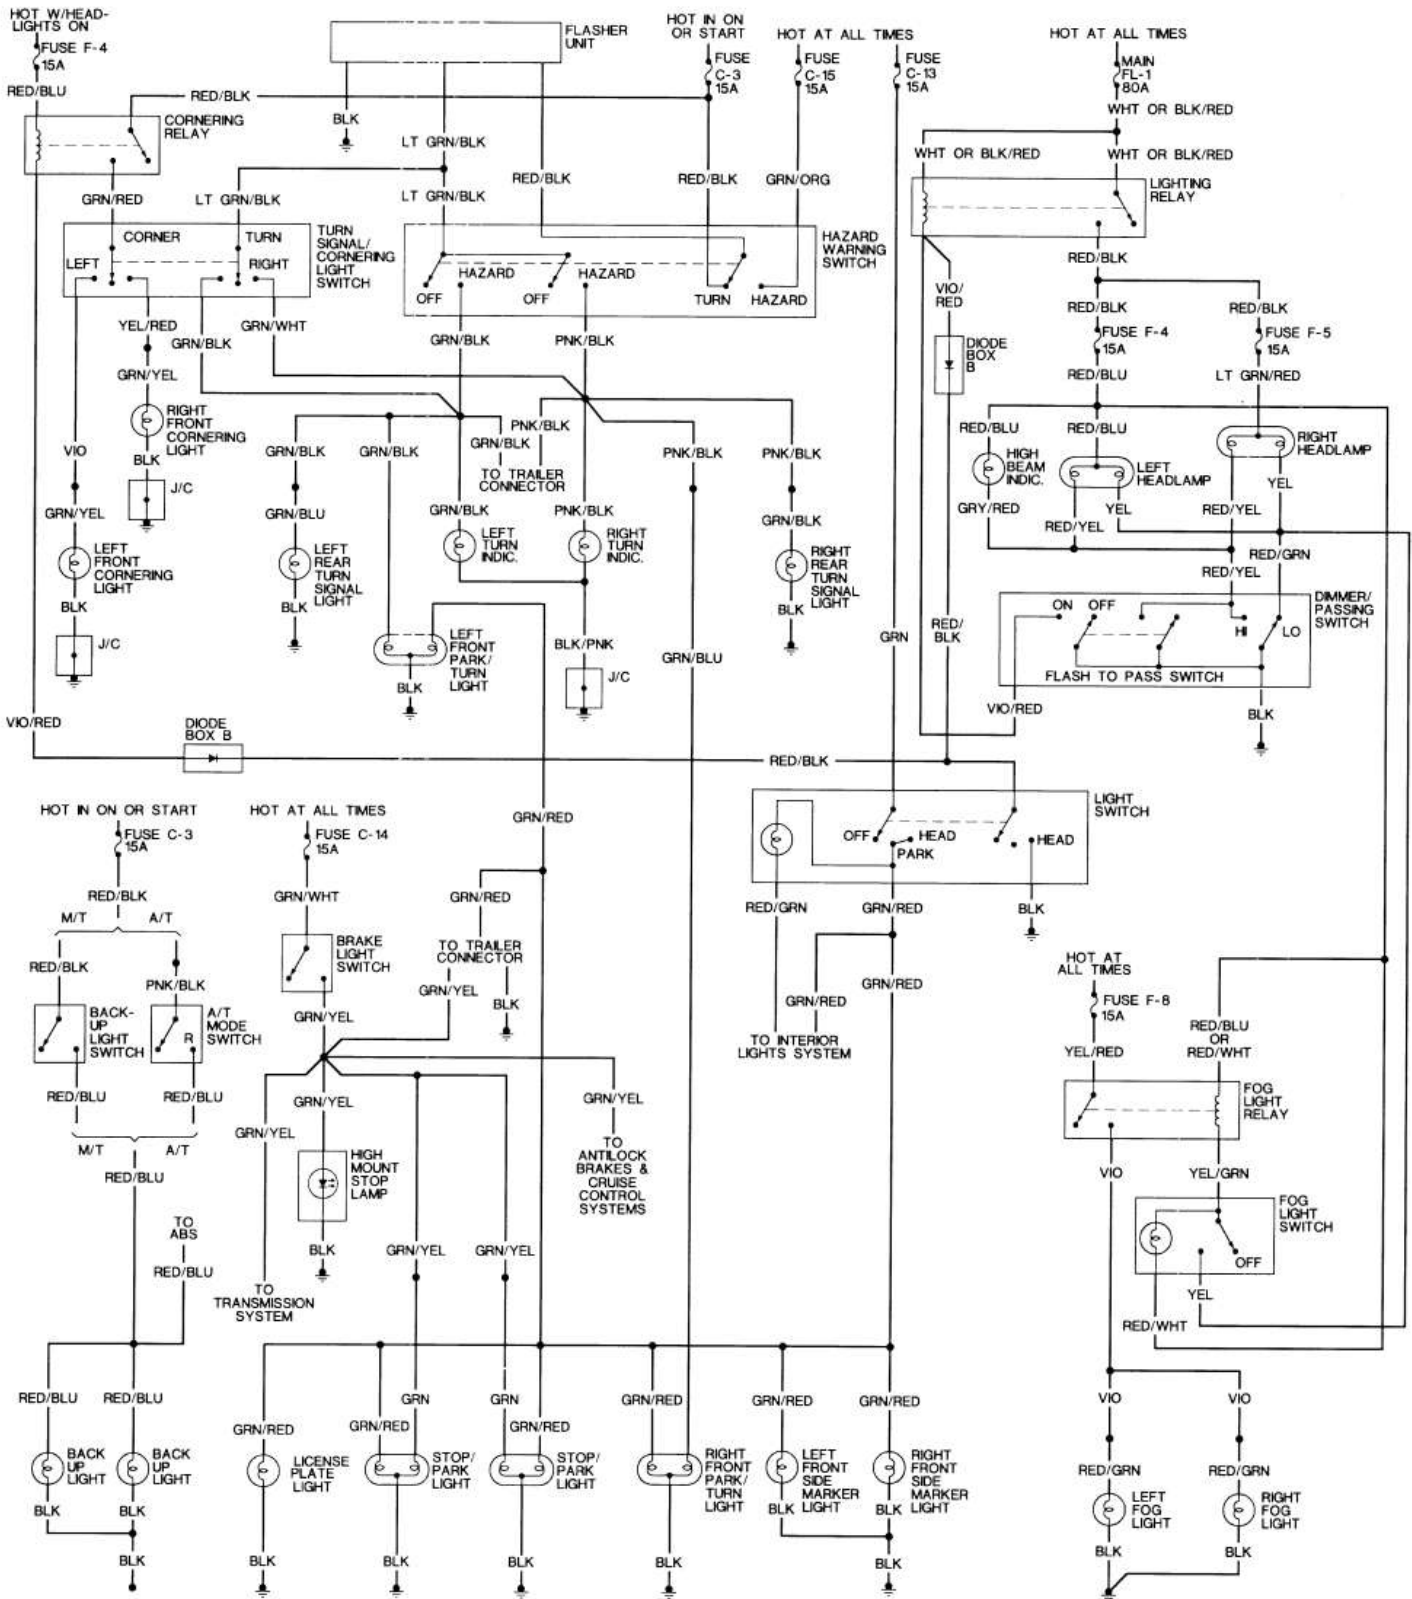 HOT W/HEAD-
LIGHTS ON
FUSE F-4
15A
RED/BLU
RED/BLK
CORNERING
RELAY
FLASHER
UNIT
BLK
LT GRN/BLK
LT GRN/BLK
RED/BLK
HOT IN ON
OR START
FUSE
C-3
15A
RED/BLK
HOT AT ALL TIMES
FUSE
C-15
15A
GRN/ORG
FUSE
C-13
15A
HOT AT ALL TIMES
MAIN
FL-1
80A
WHT OR BLK/RED
WHT OR BLK/RED
WHT OR BLK/RED
LIGHTING
RELAY
GRN/RED
LT GRN/BLK
CORNER
TURN
LEFT
RIGHT
TURN
SIGNAL/
CORNERING
LIGHT
SWITCH
HAZARD
OFF
HAZARD
OFF
TURN
HAZARD
HAZARD
WARNING
SWITCH
RED/BLK
VIO/
RED
RED/BLK
RED/BLK
FUSE F-4
15A
FUSE F-5
15A
DIODE
BOX
B
RED/BLU
LT GRN/RED
YEL/RED
GRN/BLK
GRN/WHT
GRN/BLK
PNK/BLK
GRN/YEL
RIGHT
FRONT
CORNERING
LIGHT
BLK
J/C
VIO
GRN/YEL
LEFT
FRONT
CORNERING
LIGHT
BLK
J/C
GRN/BLK
GRN/BLK
GRN/BLK
PNK/BLK
TO TRAILER
CONNECTOR
PNK/BLK
PNK/BLK
GRN/BLU
LEFT
REAR
TURN
SIGNAL
LIGHT
BLK
GRN/BLK
LEFT
TURN
INDIC.
PNK/BLK
RIGHT
TURN
INDIC.
GRN/BLK
RIGHT
REAR
TURN
SIGNAL
LIGHT
BLK
LEFT
FRONT
PARK/
TURN
LIGHT
BLK
BLK/PNK
J/C
GRN/BLU
GRN
RED/
BLK
RED/BLU
HIGH
BEAM
INDIC.
GRY/RED
RED/BLU
LEFT
HEADLAMP
RED/YEL
YEL
RIGHT
HEADLAMP
YEL
RED/YEL
RED/GRN
RED/YEL
DIMMER/
PASSING
SWITCH
ON
OFF
HI
LO
FLASH TO PASS SWITCH
VIO/RED
BLK
VIO/RED
DIODE
BOX B
RED/BLK
HOT IN ON OR START
FUSE C-3
15A
RED/BLK
M/T
A/T
RED/BLK
PNK/BLK
BACK-
UP
LIGHT
SWITCH
R
A/T
MODE
SWITCH
RED/BLU
RED/BLU
M/T
A/T
RED/BLU
TO
ABS
RED/BLU
HOT AT ALL TIMES
FUSE C-14
15A
GRN/WHT
BRAKE
LIGHT
SWITCH
GRN/YEL
GRN/RED
GRN/RED
TO TRAILER
CONNECTOR
GRN/YEL
BLK
GRN/YEL
GRN/YEL
GRN/YEL
TO
ANTILOCK
BRAKES &
CRUISE
CONTROL
SYSTEMS
HIGH
MOUNT
STOP
LAMP
BLK
TO
TRANSMISSION
SYSTEM
GRN/YEL
GRN/YEL
OFF
HEAD
PARK
HEAD
LIGHT
SWITCH
RED/GRN
GRN/RED
BLK
GRN/RED
GRN/RED
TO INTERIOR
LIGHTS SYSTEM
HOT AT
ALL TIMES
FUSE F-8
15A
YEL/RED
RED/BLU
OR
RED/WHT
FOG
LIGHT
RELAY
VIO
YEL/GRN
FOG
LIGHT
SWITCH
OFF
YEL
RED/WHT
RED/BLU
RED/BLU
BACK
UP
LIGHT
BACK
UP
LIGHT
BLK
BLK
BLK
GRN/RED
LICENSE
PLATE
LIGHT
BLK
GRN/RED
GRN
STOP/
PARK
LIGHT
BLK
GRN
GRN/RED
STOP/
PARK
LIGHT
BLK
GRN/RED
RIGHT
FRONT
PARK/
TURN
LIGHT
BLK
GRN/RED
LEFT
FRONT
SIDE
MARKER
LIGHT
BLK
GRN/RED
RIGHT
FRONT
SIDE
MARKER
LIGHT
BLK
BLK
VIO
VIO
RED/GRN
RED/GRN
LEFT
FOG
LIGHT
RIGHT
FOG
LIGHT
BLK
BLK